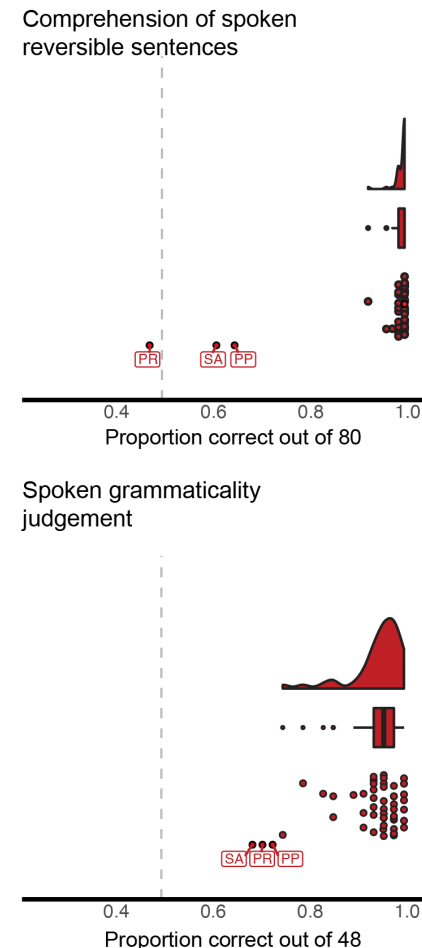 Comprehension of spoken
reversible sentences
PR SA PP
0.4 0.6 0.8 1.0
Proportion correct out of 80
Spoken grammaticality
judgement
SA PR PP
0.4 0.6 0.8 1.0
Proportion correct out of 48